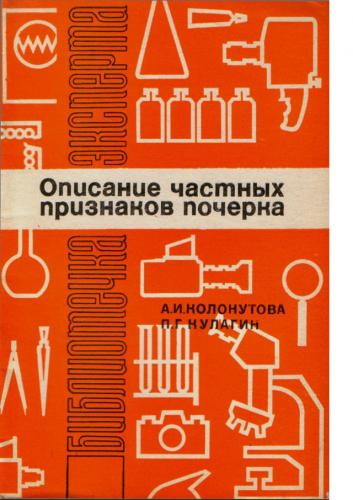 Библиотечка эксперта
Описание частных
признаков почерка
А.И.КОЛОНУТОВА
П.Г.КУЛАГИН